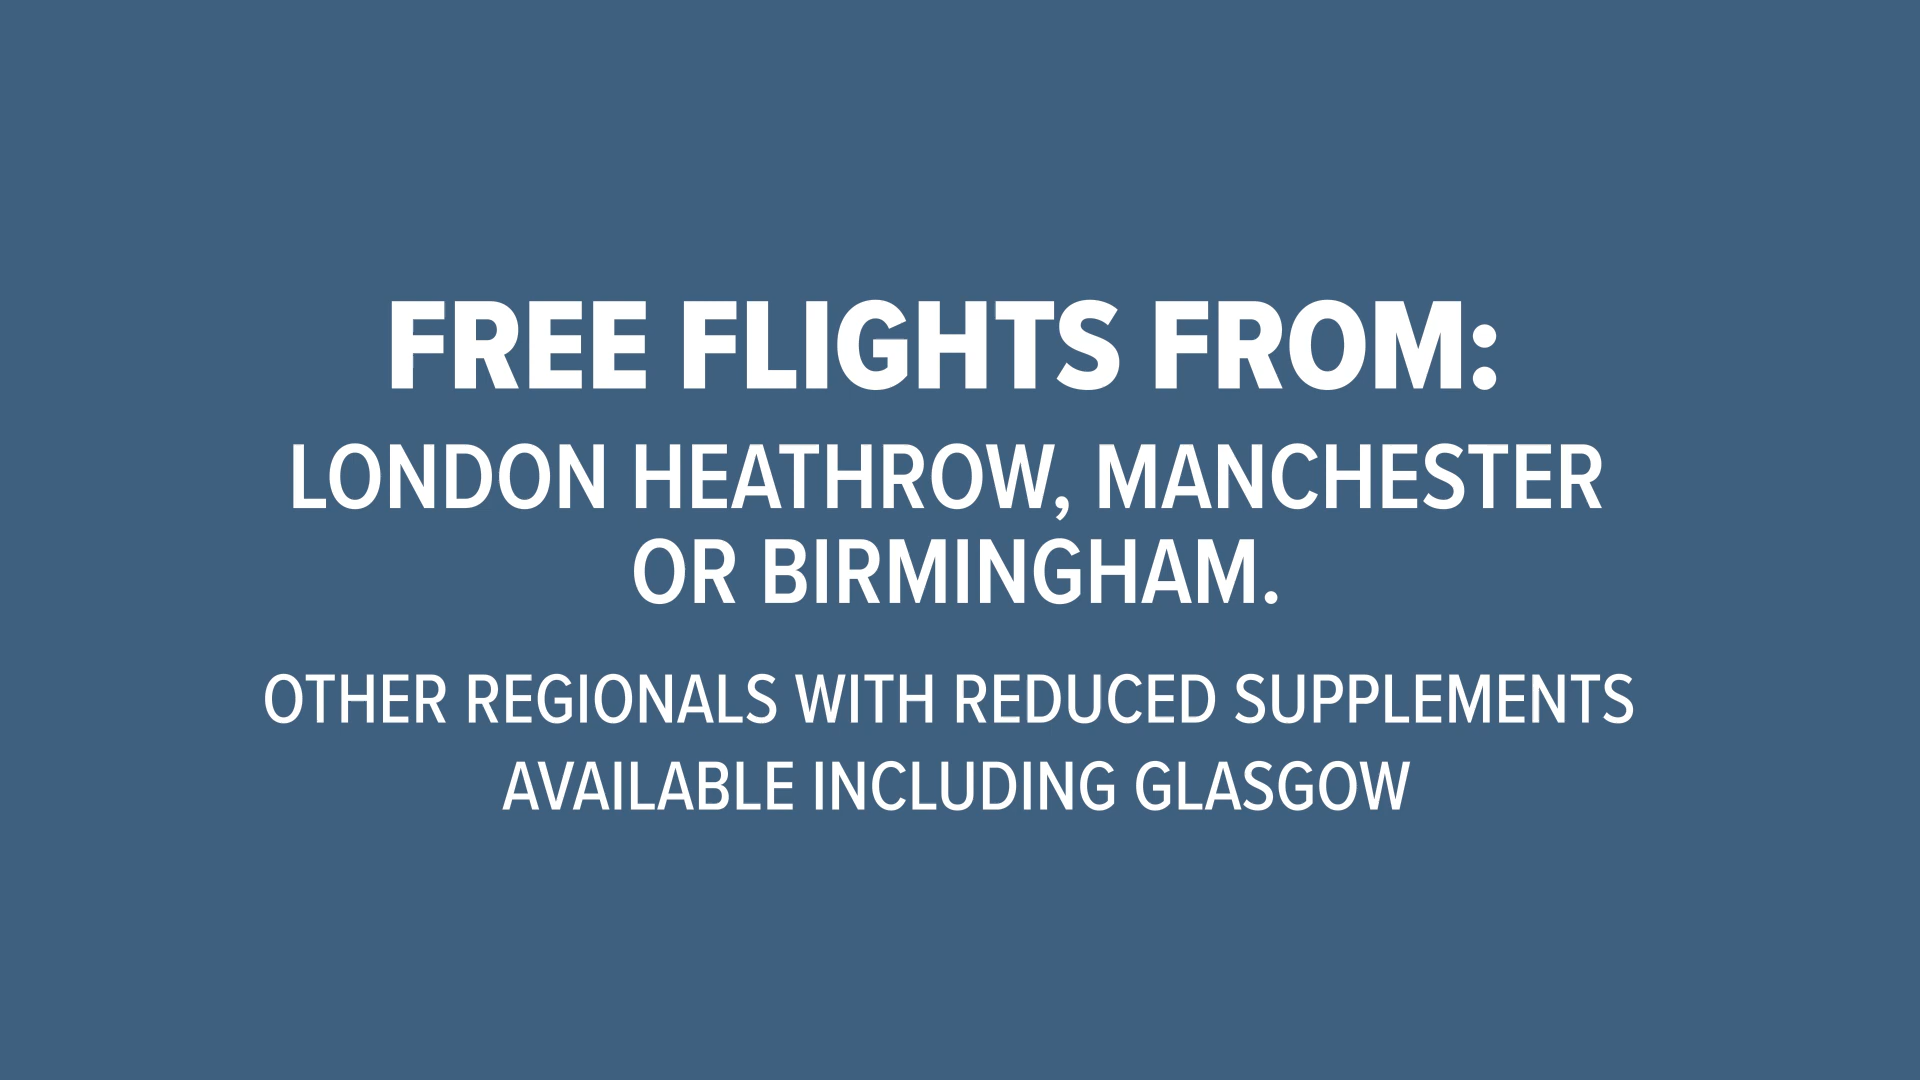 FREE FLIGHTS FROM:
LONDON HEATHROW, MANCHESTER
OR BIRMINGHAM.
OTHER REGIONALS WITH REDUCED SUPPLEMENTS
AVAILABLE INCLUDING GLASGOW